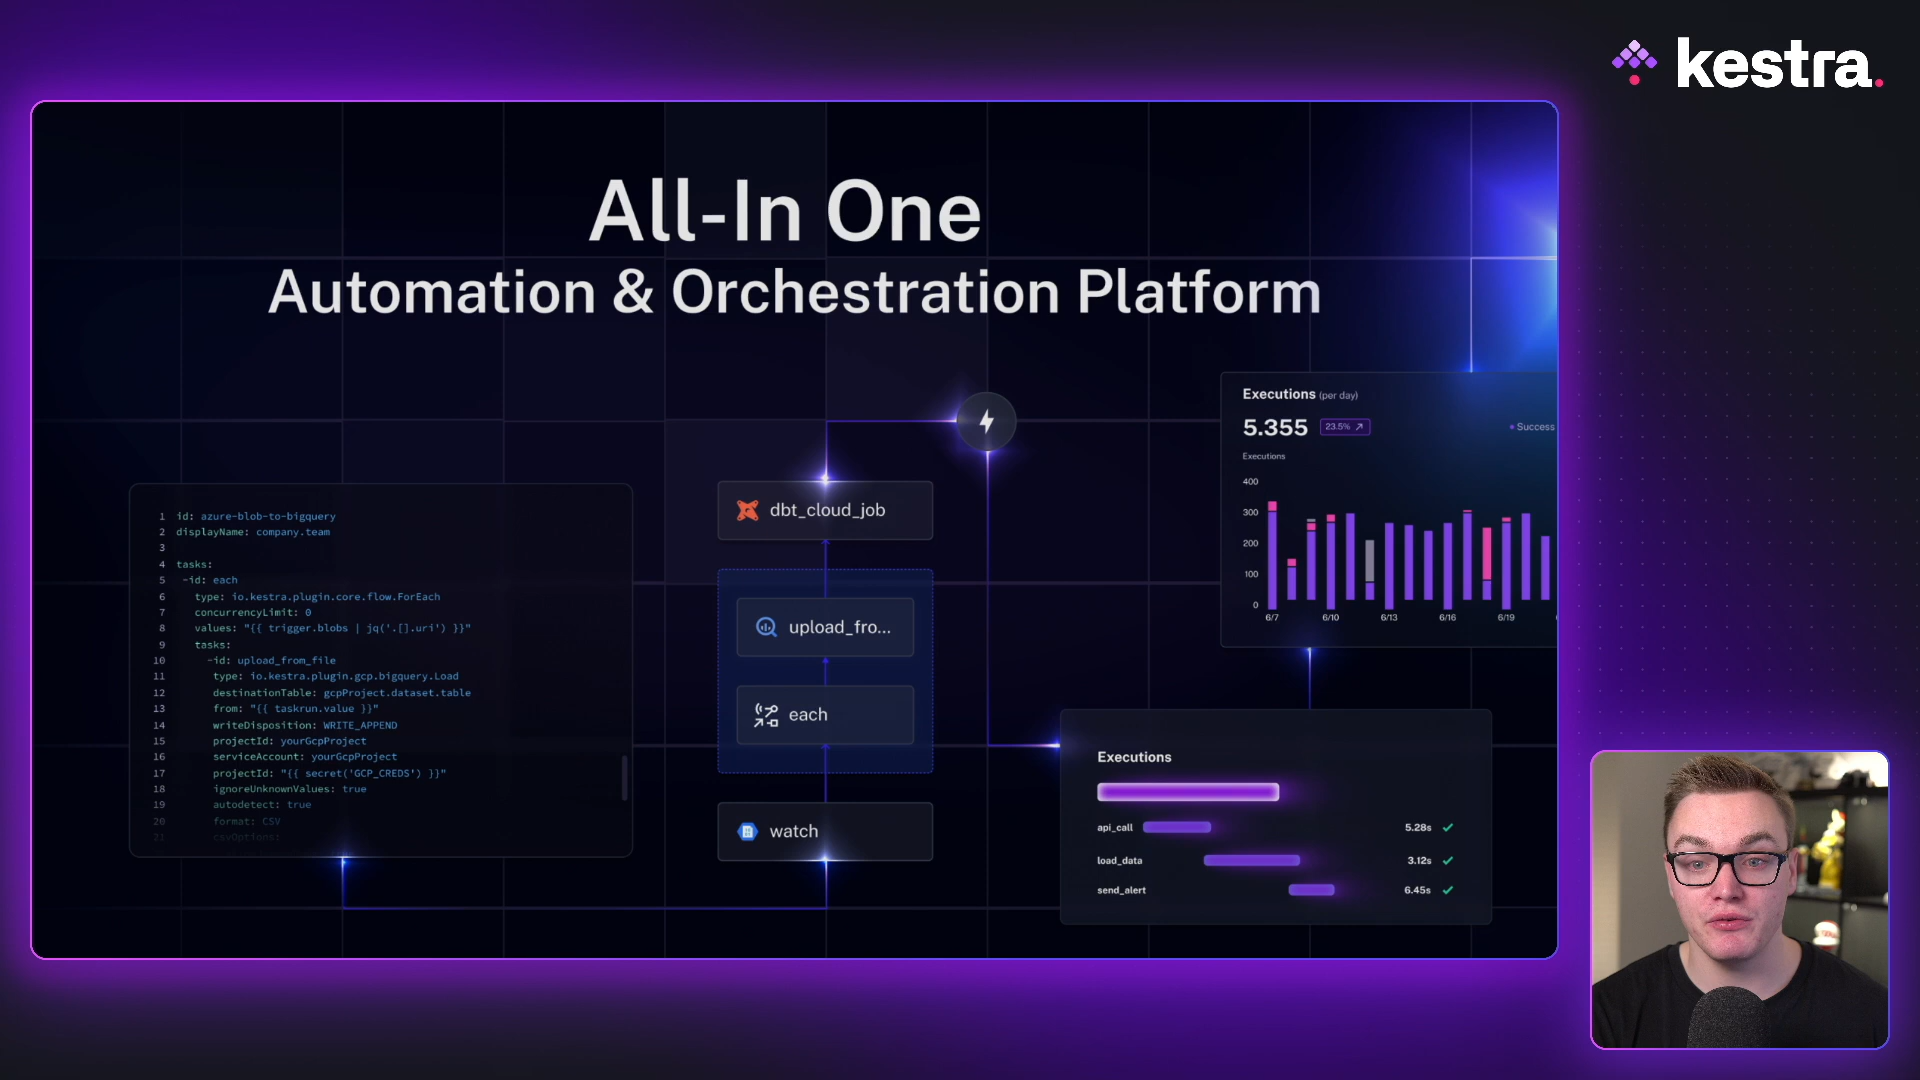 kestra.
All-In One
Automation & Orchestration Platform
1 id: azure-blob-to-bigquery
2 displayName: company.team
3
4 tasks:
5 -id: each
6 type: io.kestra.plugin.core.flow.ForEach
7 concurrencyLimit: 0
8 values: "{{ trigger.blobs | jq('.[].uri') }}"
9 tasks:
10 -id: upload_from_file
11 type: io.kestra.plugin.gcp.bigquery.Load
12 destinationTable: gcpProject.dataset.table
13 from: "{{ taskrun.value }}"
14 writeDisposition: WRITE_APPEND
15 projectId: yourGcpProject
16 serviceAccount: yourGcpProject
17 projectId: "{{ secret('GCP_CREDS') }}"
18 ignoreUnknownValues: true
19 autodetect: true
20 format: CSV
21 csvOptions:
dbt_cloud_job
upload_fro...
each
watch
Executions (per day)
5.355 23.5%
Success
Executions
400
300
200
100
0
6/7 6/10 6/13 6/16 6/19
Executions
api_call 5.28s
load_data 3.12s
send_alert 6.45s